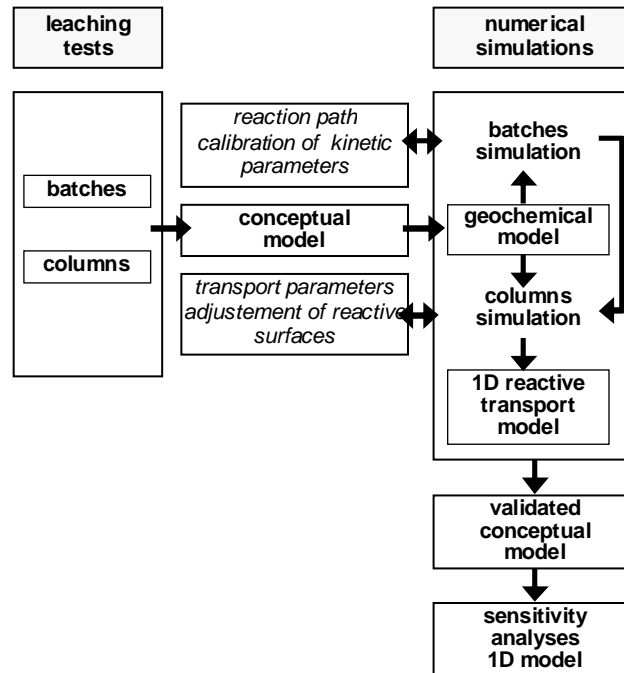 leaching
tests
numerical
simulations
reaction path
calibration of kinetic
parameters
batches
simulation
batches
conceptual
model
geochemical
model
columns
transport parameters
adjustement of reactive
surfaces
columns
simulation
1D reactive
transport
model
validated
conceptual
model
sensitivity
analyses
1D model